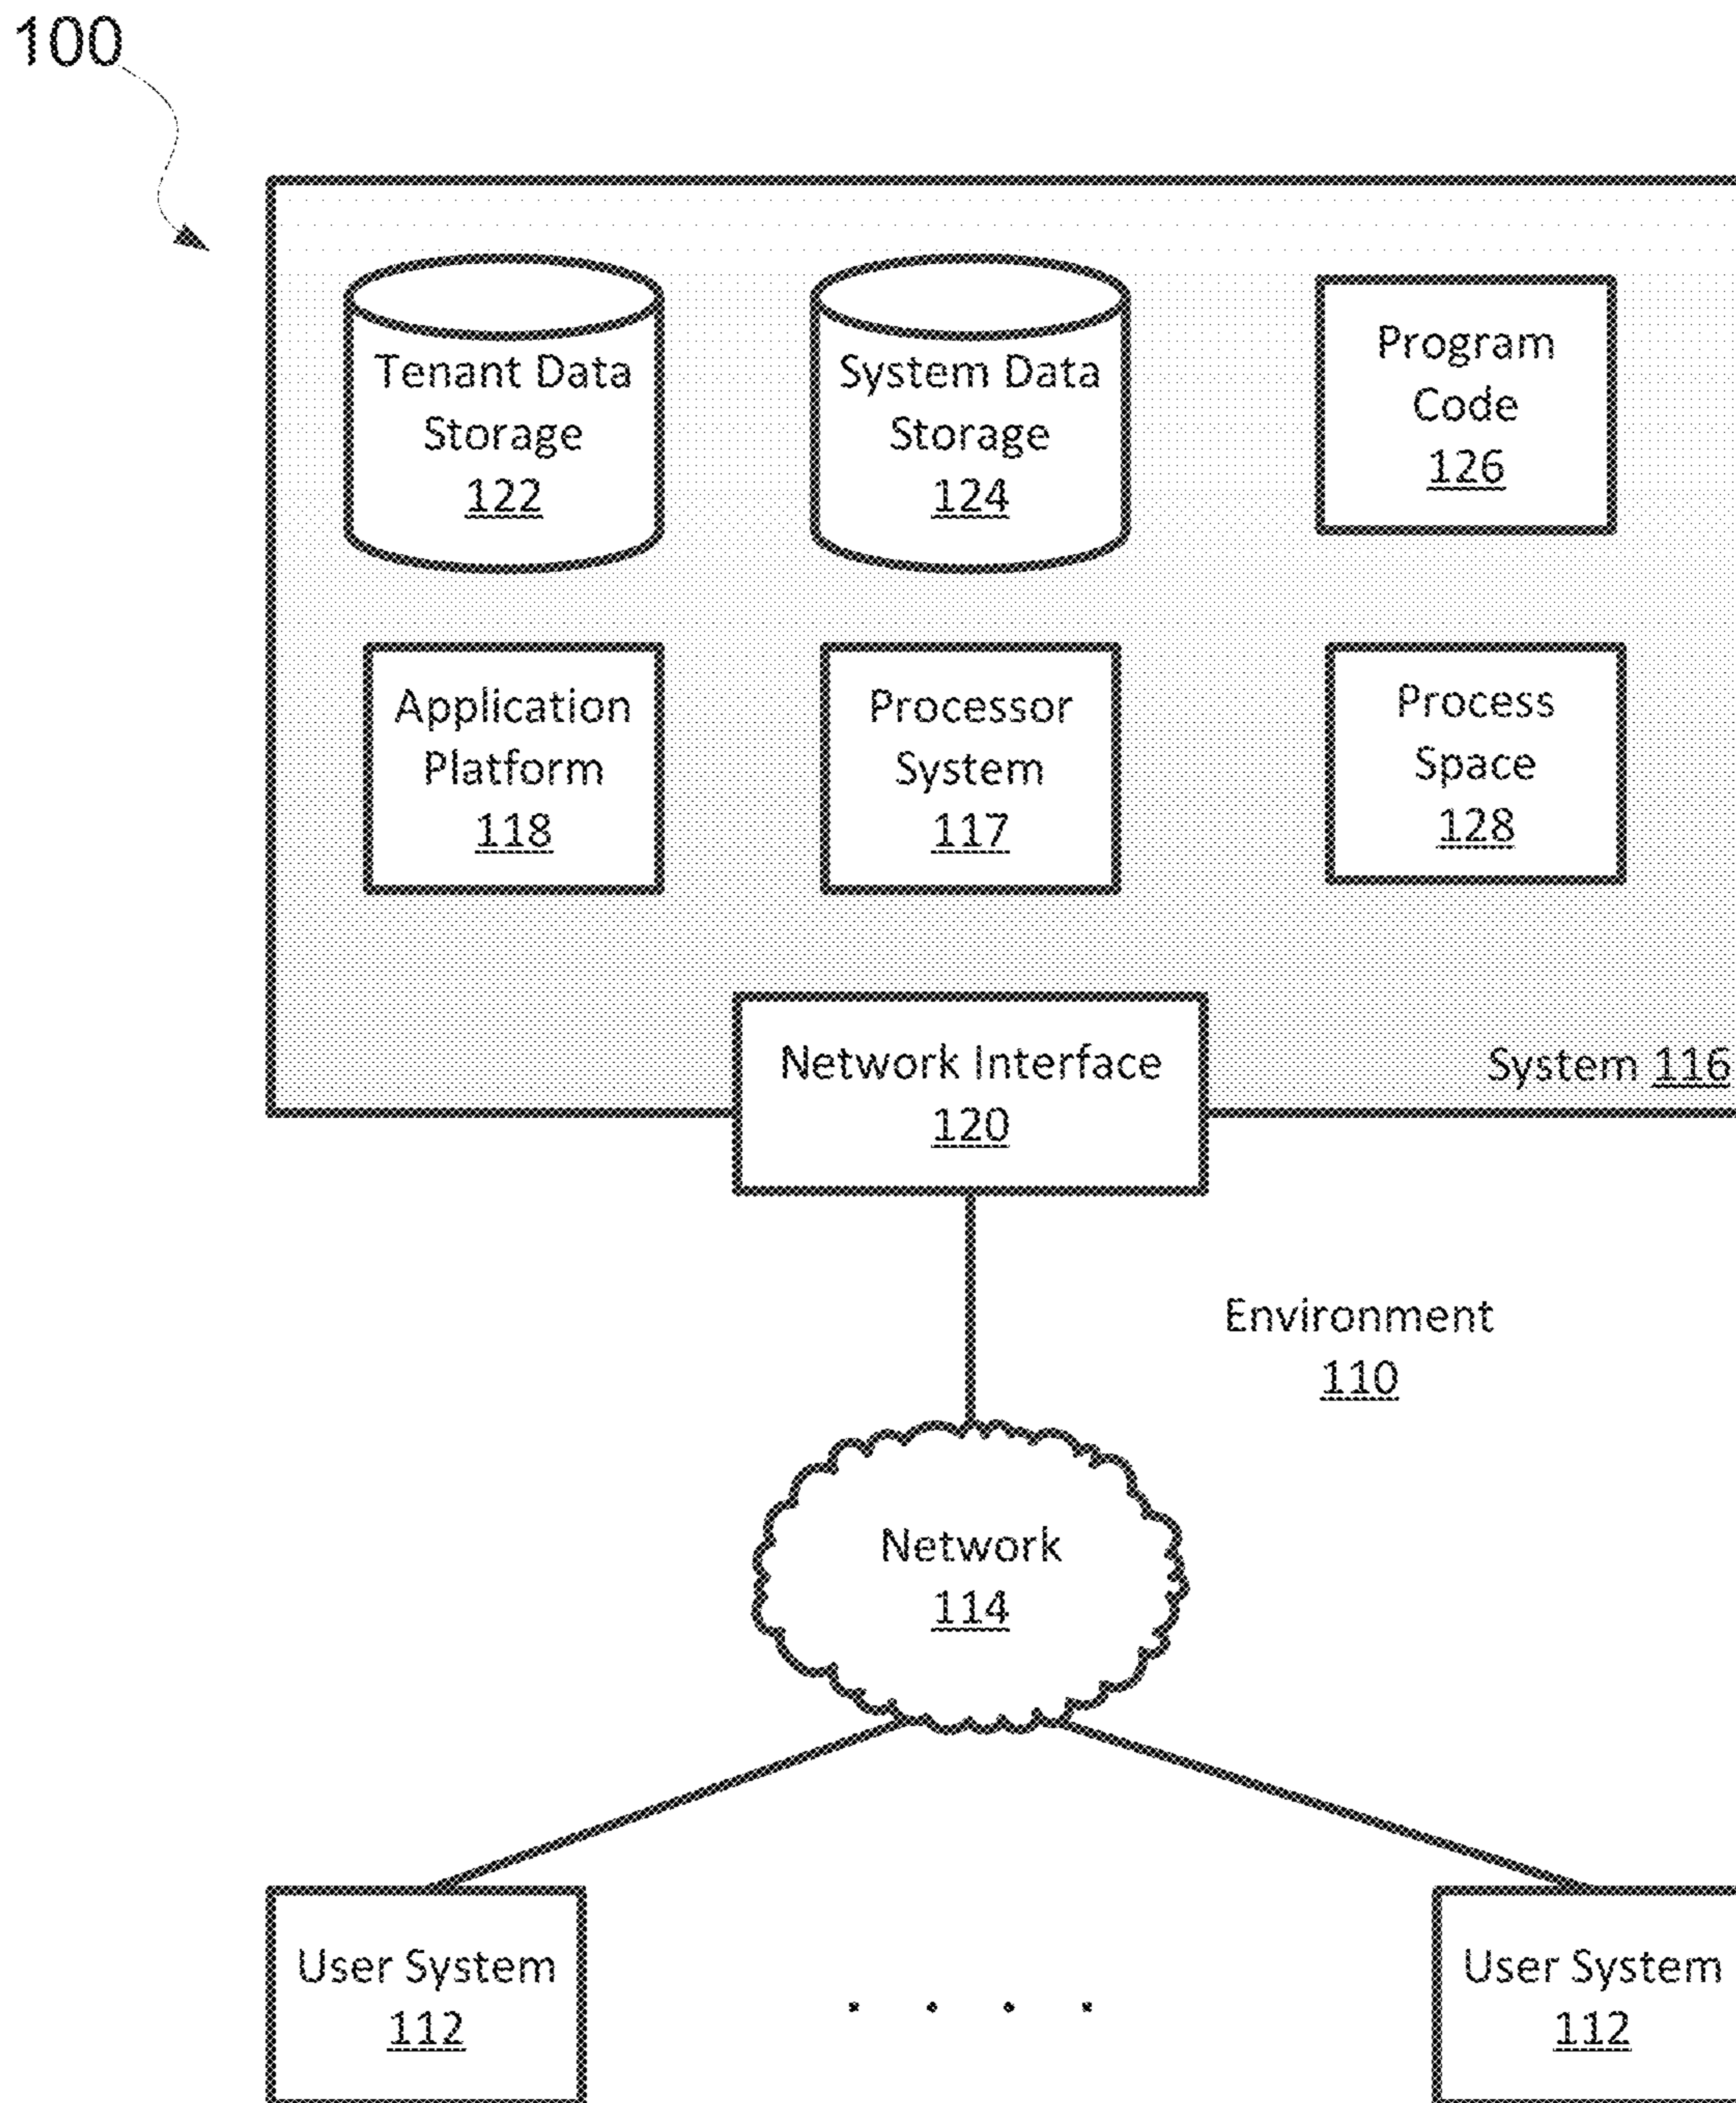 100
Tenant Data
Storage
122
System Data
Storage
124
Program
Code
126
Application
Platform
118
Processor
System
117
Process
Space
128
Network Interface
120
System 116
Environment
110
Network
114
User System
112
. . . .
User System
112